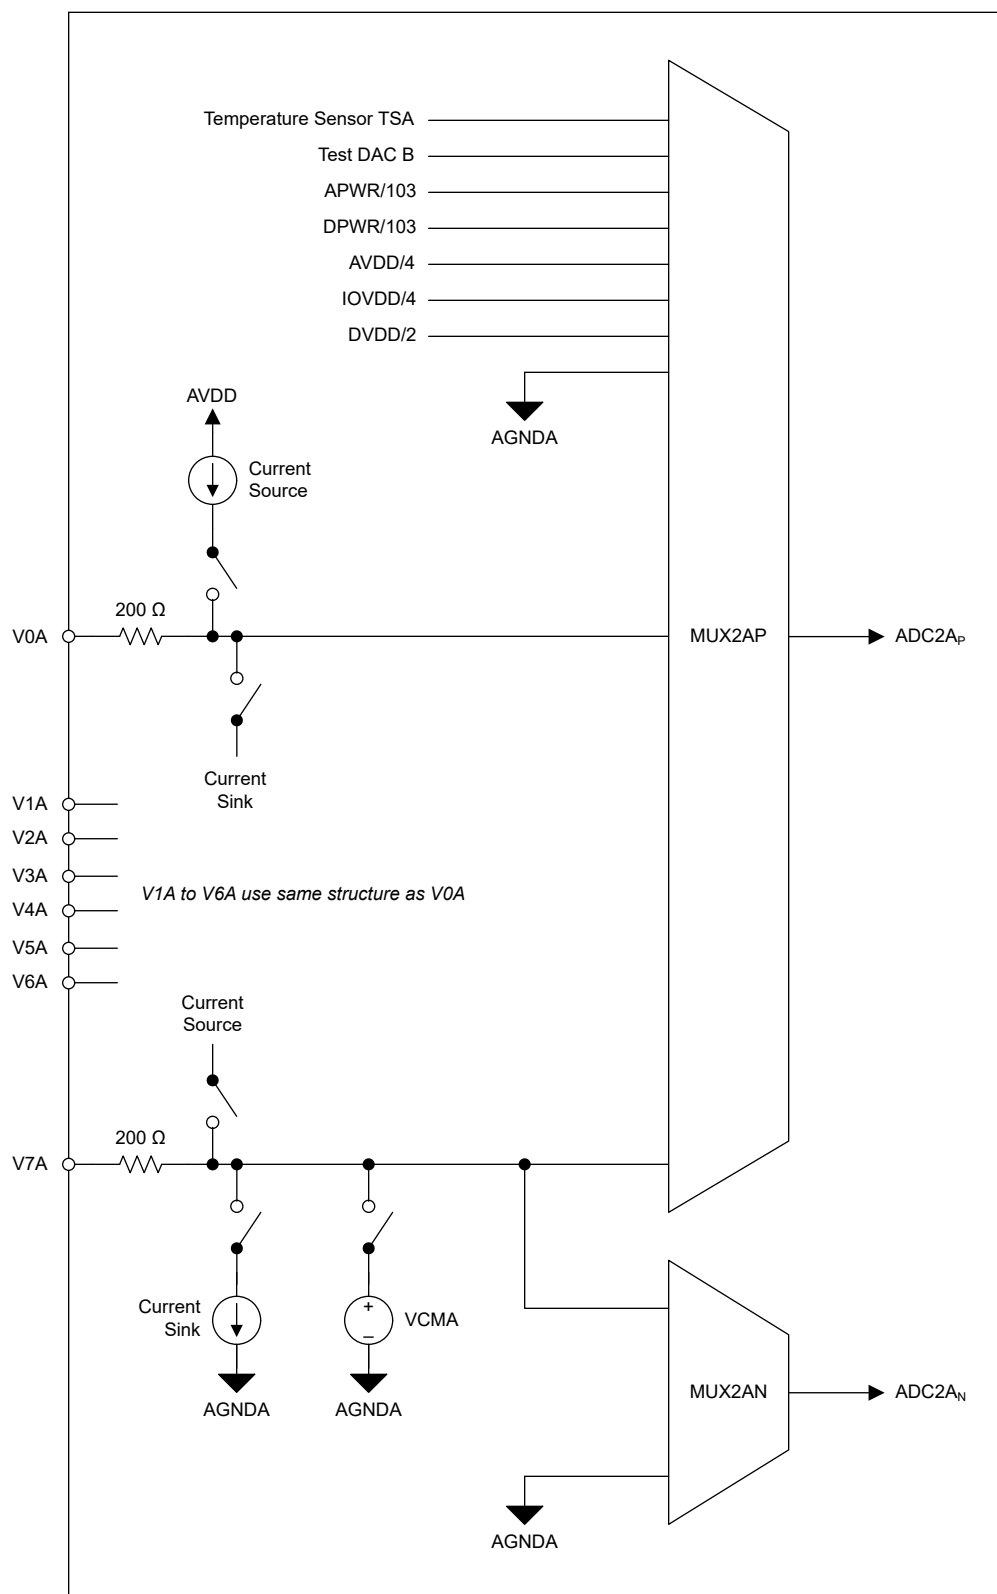 Temperature Sensor TSA
Test DAC B
APWR/103
DPWR/103
AVDD/4
IOVDD/4
DVDD/2
AVDD
AGNDA
Current
Source
200 Ω
V0A
MUX2AP
ADC2AP
Current
Sink
V1A
V2A
V3A
V1A to V6A use same structure as V0A
V4A
V5A
V6A
Current
Source
200 Ω
V7A
Current
Sink
+
–
VCMA
AGNDA
AGNDA
MUX2AN
ADC2AN
AGNDA